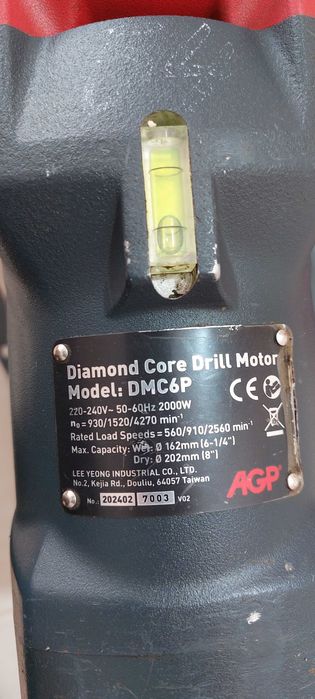 Diamond Core Drill Motor
Model: DMC6P
220-240V~ 50-60Hz 2000W
n₀ = 930/1520/4270 min⁻¹
Rated Load Speeds = 560/910/2560 min⁻¹
Max. Capacity: Wet: Ø 162mm (6-1/4")
Dry: Ø 202mm (8")
LEE YEONG INDUSTRIAL CO., LTD.
No.2, Kejia Rd., Douliu, 64057 Taiwan
No.: 202402 7003 V02
CE
AGP®